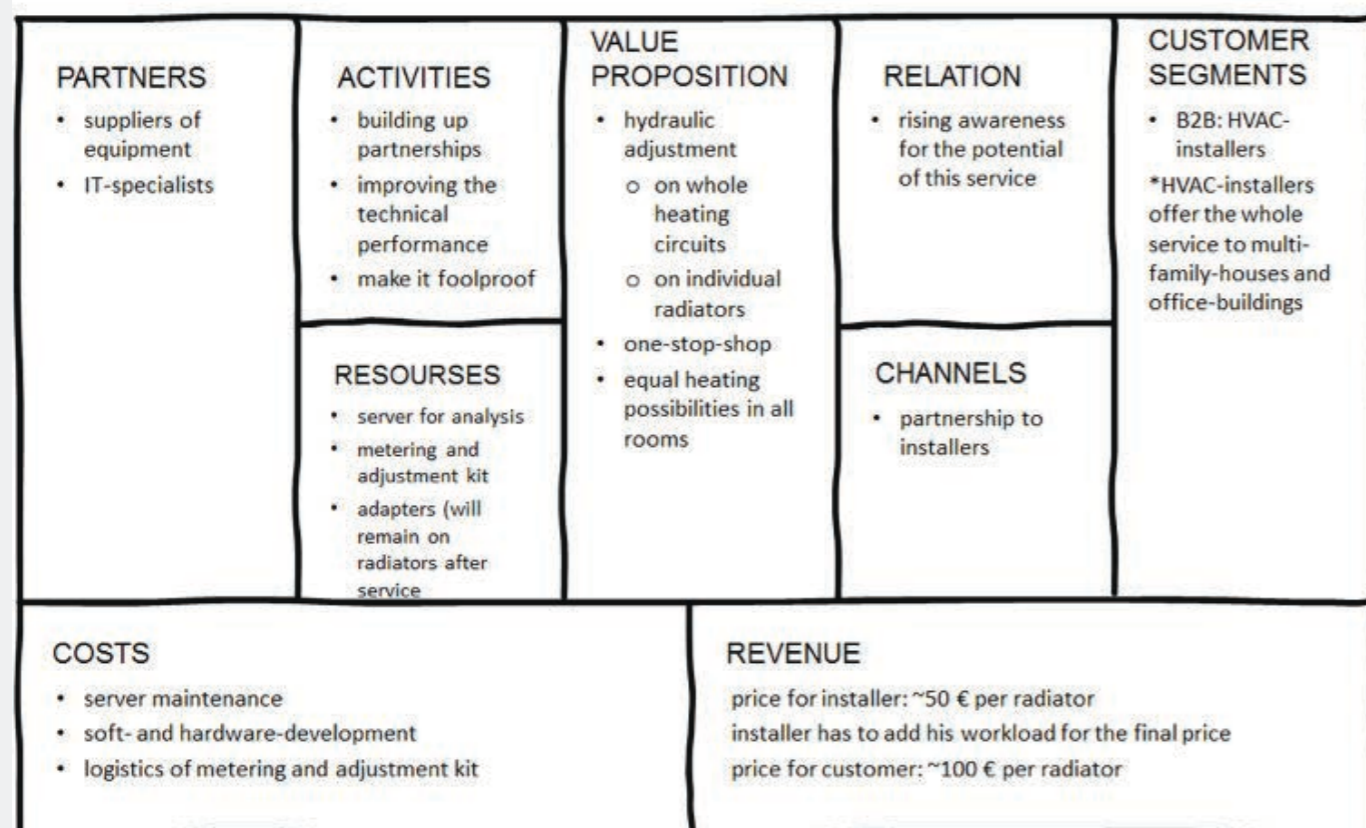 PARTNERS
• suppliers of
equipment
• IT-specialists
ACTIVITIES
• building up
partnerships
• improving the
technical
performance
• make it foolproof
RESOURSES
• server for analysis
• metering and
adjustment kit
• adapters (will
remain on
radiators after
service
VALUE
PROPOSITION
• hydraulic
adjustment
o on whole
heating
circuits
o on individual
radiators
• one-stop-shop
• equal heating
possibilities in all
rooms
RELATION
• rising awareness
for the potential
of this service
CHANNELS
• partnership to
installers
CUSTOMER
SEGMENTS
• B2B: HVAC-
installers
*HVAC-installers
offer the whole
service to multi-
family-houses and
office-buildings
COSTS
• server maintenance
• soft- and hardware-development
• logistics of metering and adjustment kit
REVENUE
price for installer: ~50 € per radiator
installer has to add his workload for the final price
price for customer: ~100 € per radiator